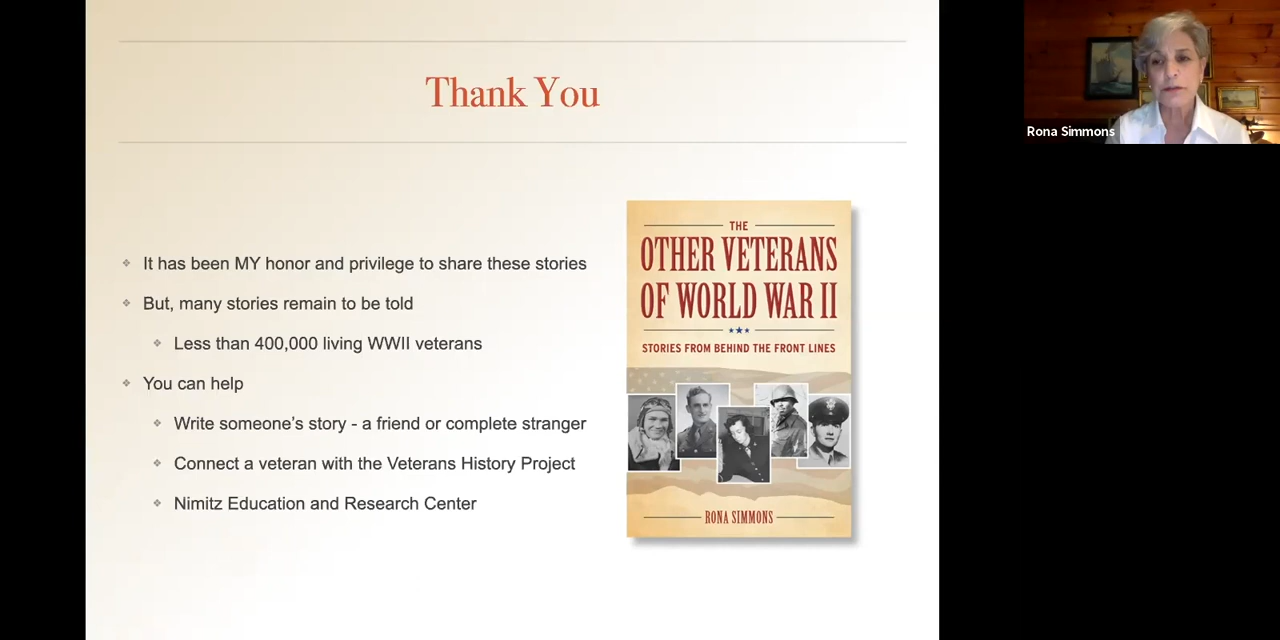 Thank You
It has been MY honor and privilege to share these stories
But, many stories remain to be told
Less than 400,000 living WWII veterans
You can help
Write someone’s story - a friend or complete stranger
Connect a veteran with the Veterans History Project
Nimitz Education and Research Center
THE
OTHER VETERANS
OF WORLD WAR II
STORIES FROM BEHIND THE FRONT LINES
RONA SIMMONS
Rona Simmons